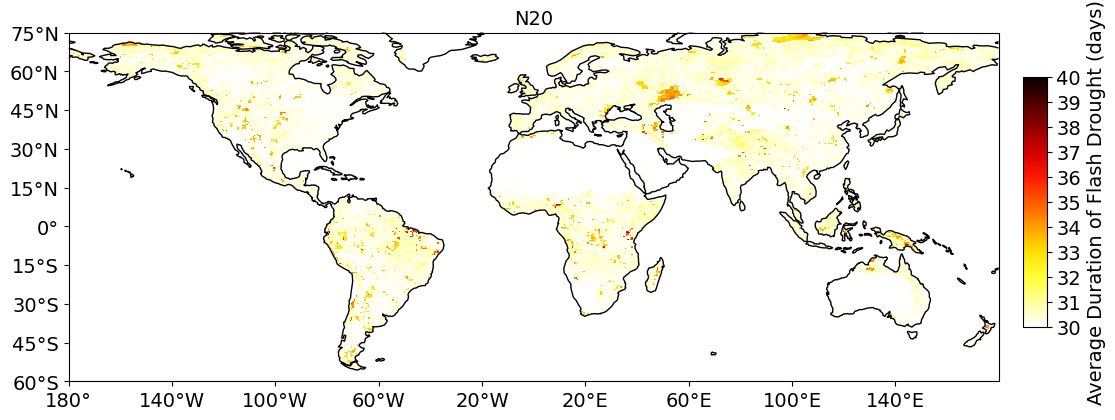 N20
75°N
60°N
45°N
30°N
15°N
0°
15°S
30°S
45°S
60°S
180° 140°W 100°W 60°W 20°W 20°E 60°E 100°E 140°E
40
39
38
37
36
35
34
33
32
31
30
Average Duration of Flash Drought (days)